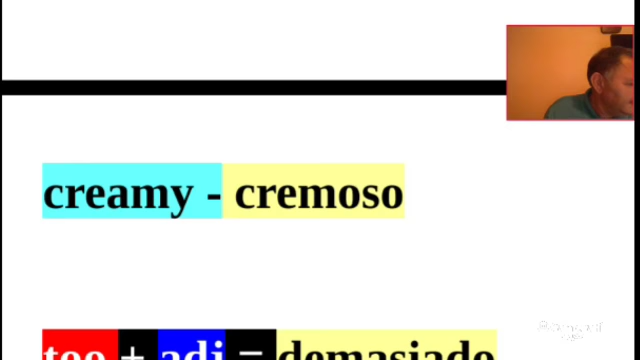 creamy - cremoso
too + adj = demasiado